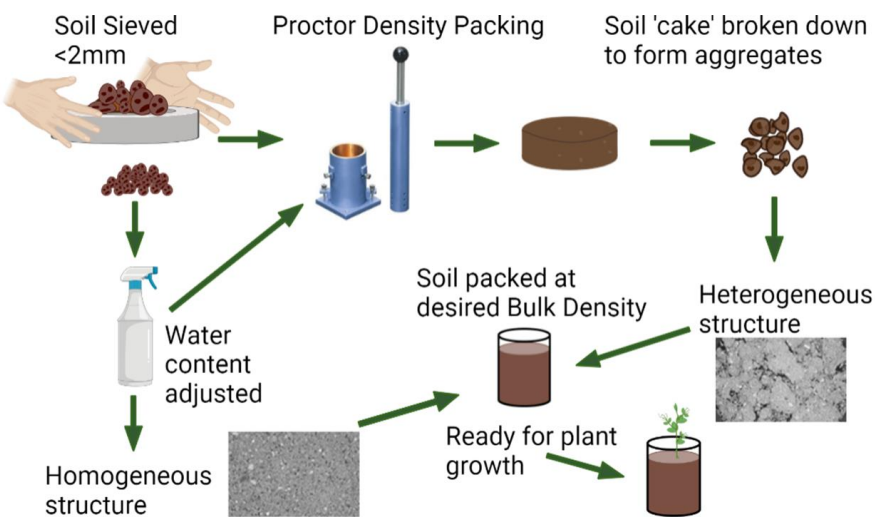 Soil Sieved
<2mm
Proctor Density Packing
Soil 'cake' broken down
to form aggregates
Water
content
adjusted
Soil packed at
desired Bulk Density
Heterogeneous
structure
Ready for plant
growth
Homogeneous
structure